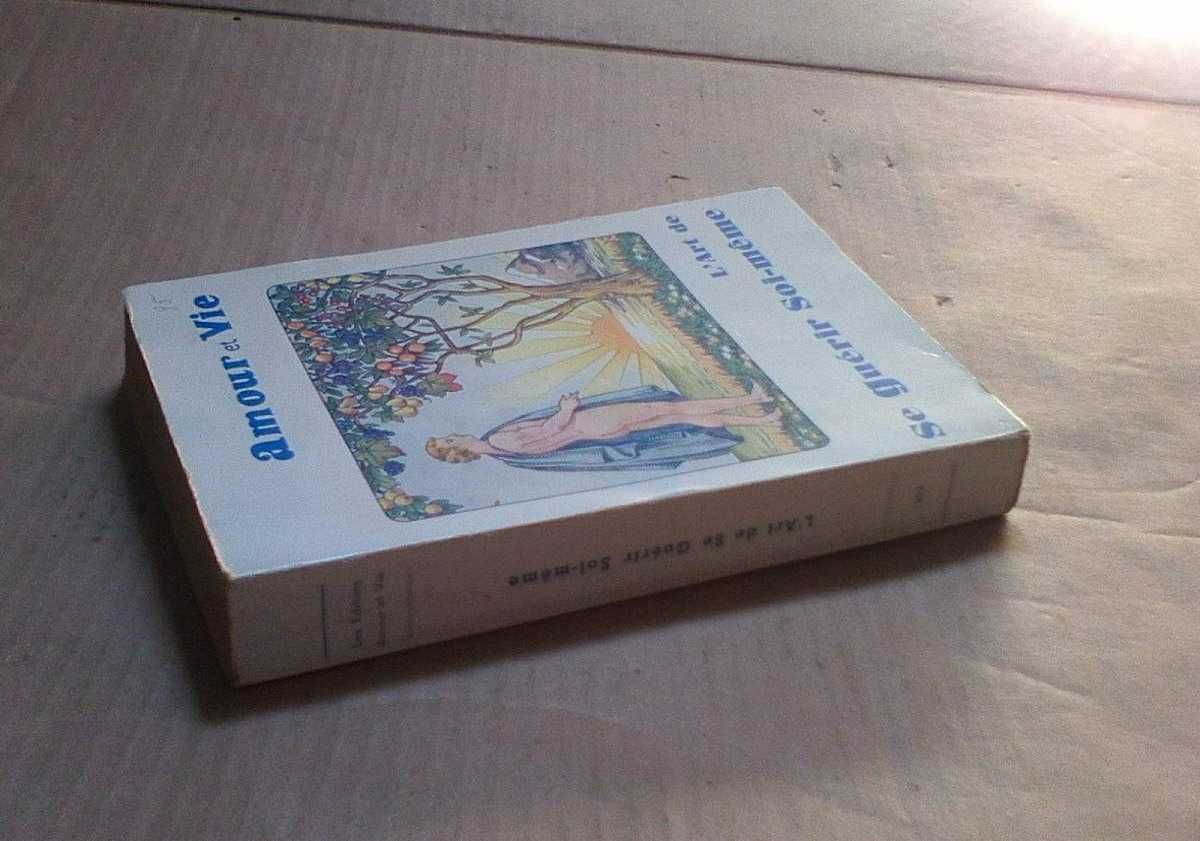 L'Art de
Se guérir Soi-même
amour et Vie
L'Art de Se Guérir Soi-même
Les Éditions
Amour et Vie